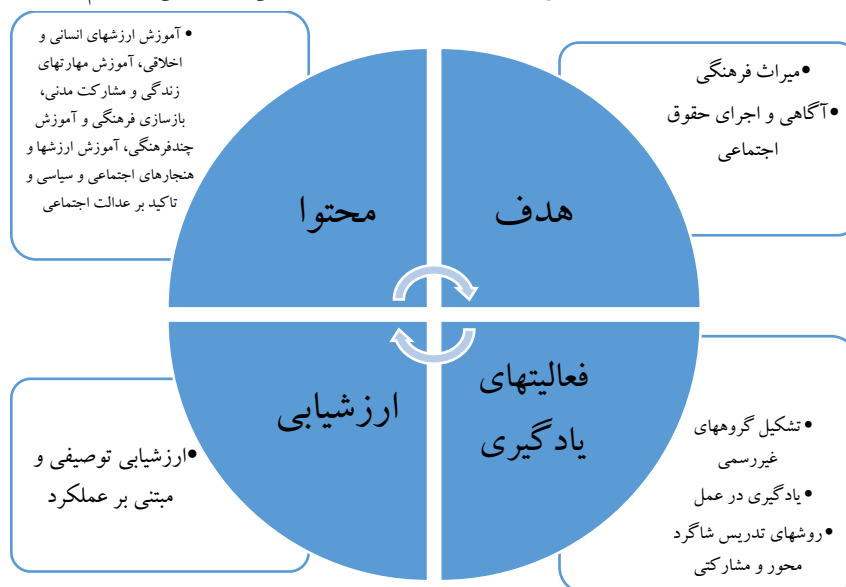 •میراث فرهنگی
•آگاهی و اجرای حقوق
اجتماعی
هدف
• آموزش ارزشهای انسانی و
اخلاقی، آموزش مهارتهای
زندگی و مشارکت مدنی،
بازسازی فرهنگی و آموزش
چندفرهنگی، آموزش ارزشها و
هنجارهای اجتماعی و سیاسی و
تاکید بر عدالت اجتماعی
محتوا
فعالیتهای
یادگیری
• تشکیل گروههای
غیررسمی
• یادگیری در عمل
• روشهای تدریس شاگرد
محور و مشارکتی
ارزشیابی
•ارزشیابی توصیفی و
مبتنی بر عملکرد